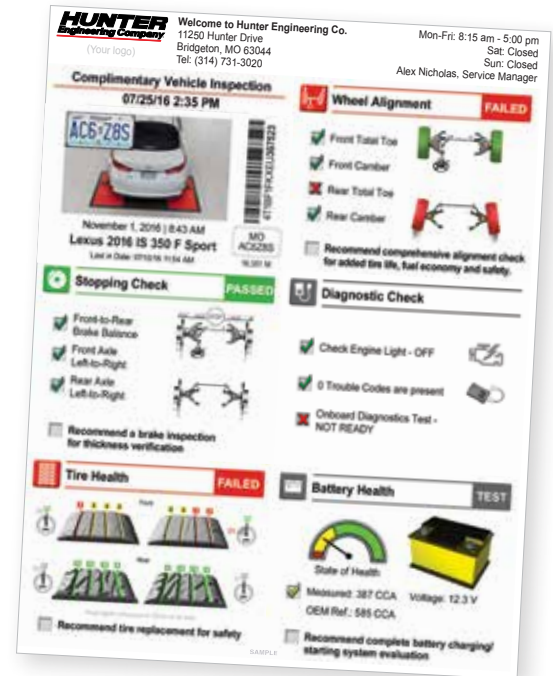 HUNTER
Engineering Company
(Your logo)
Welcome to Hunter Engineering Co.
11250 Hunter Drive
Bridgeton, MO 63044
Tel: (314) 731-3020
Mon-Fri: 8:15 am - 5:00 pm
Sat: Closed
Sun: Closed
Alex Nicholas, Service Manager
Complimentary Vehicle Inspection
07/25/16 2:35 PM
AC6-Z8S
November 1, 2016 | 8:43 AM
Lexus 2016 IS 350 F Sport
MO
AC6Z8S
Wheel Alignment
FAILED
Front Total Toe
Front Camber
Rear Total Toe
Rear Camber
Recommend comprehensive alignment check
for added tire life, fuel economy and safety.
Stopping Check
PASSED
Front-to-Rear
Brake Balance
Front Axle
Left-to-Right
Rear Axle
Left-to-Right
Recommend a brake inspection
for thickness verification
Diagnostic Check
Check Engine Light - OFF
0 Trouble Codes are present
Onboard Diagnostics Test -
NOT READY
Tire Health
FAILED
Front
Rear
Recommend tire replacement for safety
Battery Health
TEST
State of Health
Measured: 387 CCA
OEM Ref.: 585 CCA
Voltage: 12.3 V
Recommend complete battery charging/
starting system evaluation
SAMPLE